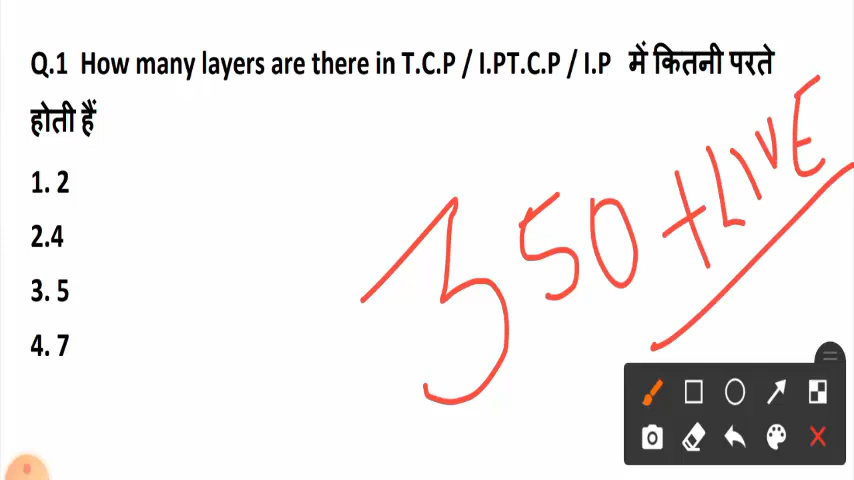 Q.1 How many layers are there in T.C.P / I.PT.C.P / I.P में कितनी परते
होती हैं
1. 2
2.4
3. 5
4. 7
350 +LIVE